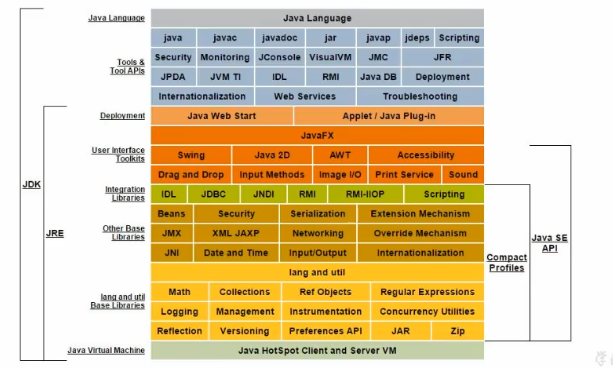 Java Language Java Language
java javac javadoc jar javap jdeps Scripting
Tools & Tool APIs
Security Monitoring JConsole VisualVM JMC JFR
JPDA JVM TI IDL RMI Java DB Deployment
Internationalization Web Services Troubleshooting
Deployment Java Web Start Applet / Java Plug-in
JavaFX
User Interface Toolkits
Swing Java 2D AWT Accessibility
Drag and Drop Input Methods Image I/O Print Service Sound
Integration Libraries
IDL JDBC JNDI RMI RMI-IIOP Scripting
JDK
JRE
Beans Security Serialization Extension Mechanism
Other Base Libraries
JMX XML JAXP Networking Override Mechanism
Java SE API
JNI Date and Time Input/Output Internationalization
Compact Profiles
lang and util
lang and util Base Libraries
Math Collections Ref Objects Regular Expressions
Logging Management Instrumentation Concurrency Utilities
Reflection Versioning Preferences API JAR Zip
Java Virtual Machine Java HotSpot Client and Server VM